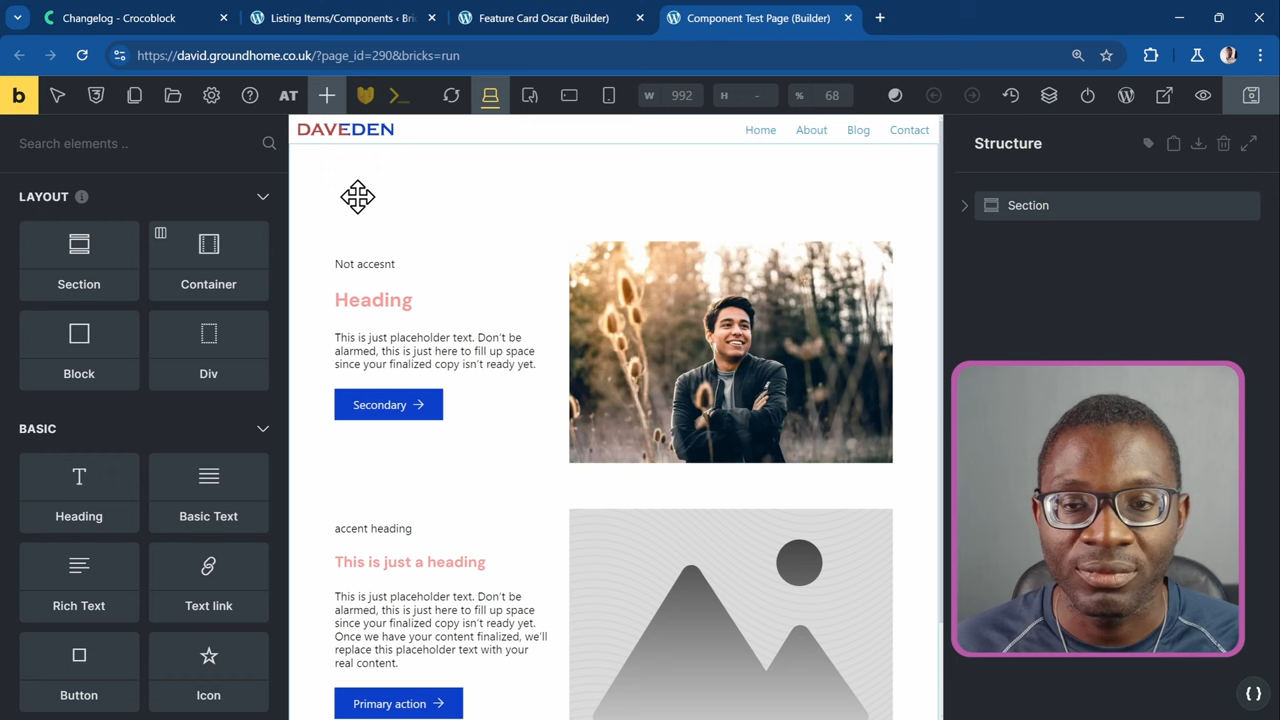 Changelog - Crocoblock
Listing Items/Components ‹ Bri
Feature Card Oscar (Builder)
Component Test Page (Builder)
https://david.groundhome.co.uk/?page_id=290&bricks=run
b
AT
W 992
H -
% 68
Search elements ..
LAYOUT
Section
Container
Block
Div
BASIC
Heading
Basic Text
Rich Text
Text link
Button
Icon
DAVEDEN
Home
About
Blog
Contact
Not accesnt
Heading
This is just placeholder text. Don't be
alarmed, this is just here to fill up space
since your finalized copy isn't ready yet.
Secondary
accent heading
This is just a heading
This is just placeholder text. Don't be
alarmed, this is just here to fill up space
since your finalized copy isn't ready yet.
Once we have your content finalized, we'll
replace this placeholder text with your
real content.
Primary action
Structure
Section